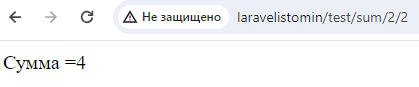 Не защищено laravelistomin/test/sum/2/2
Сумма =4